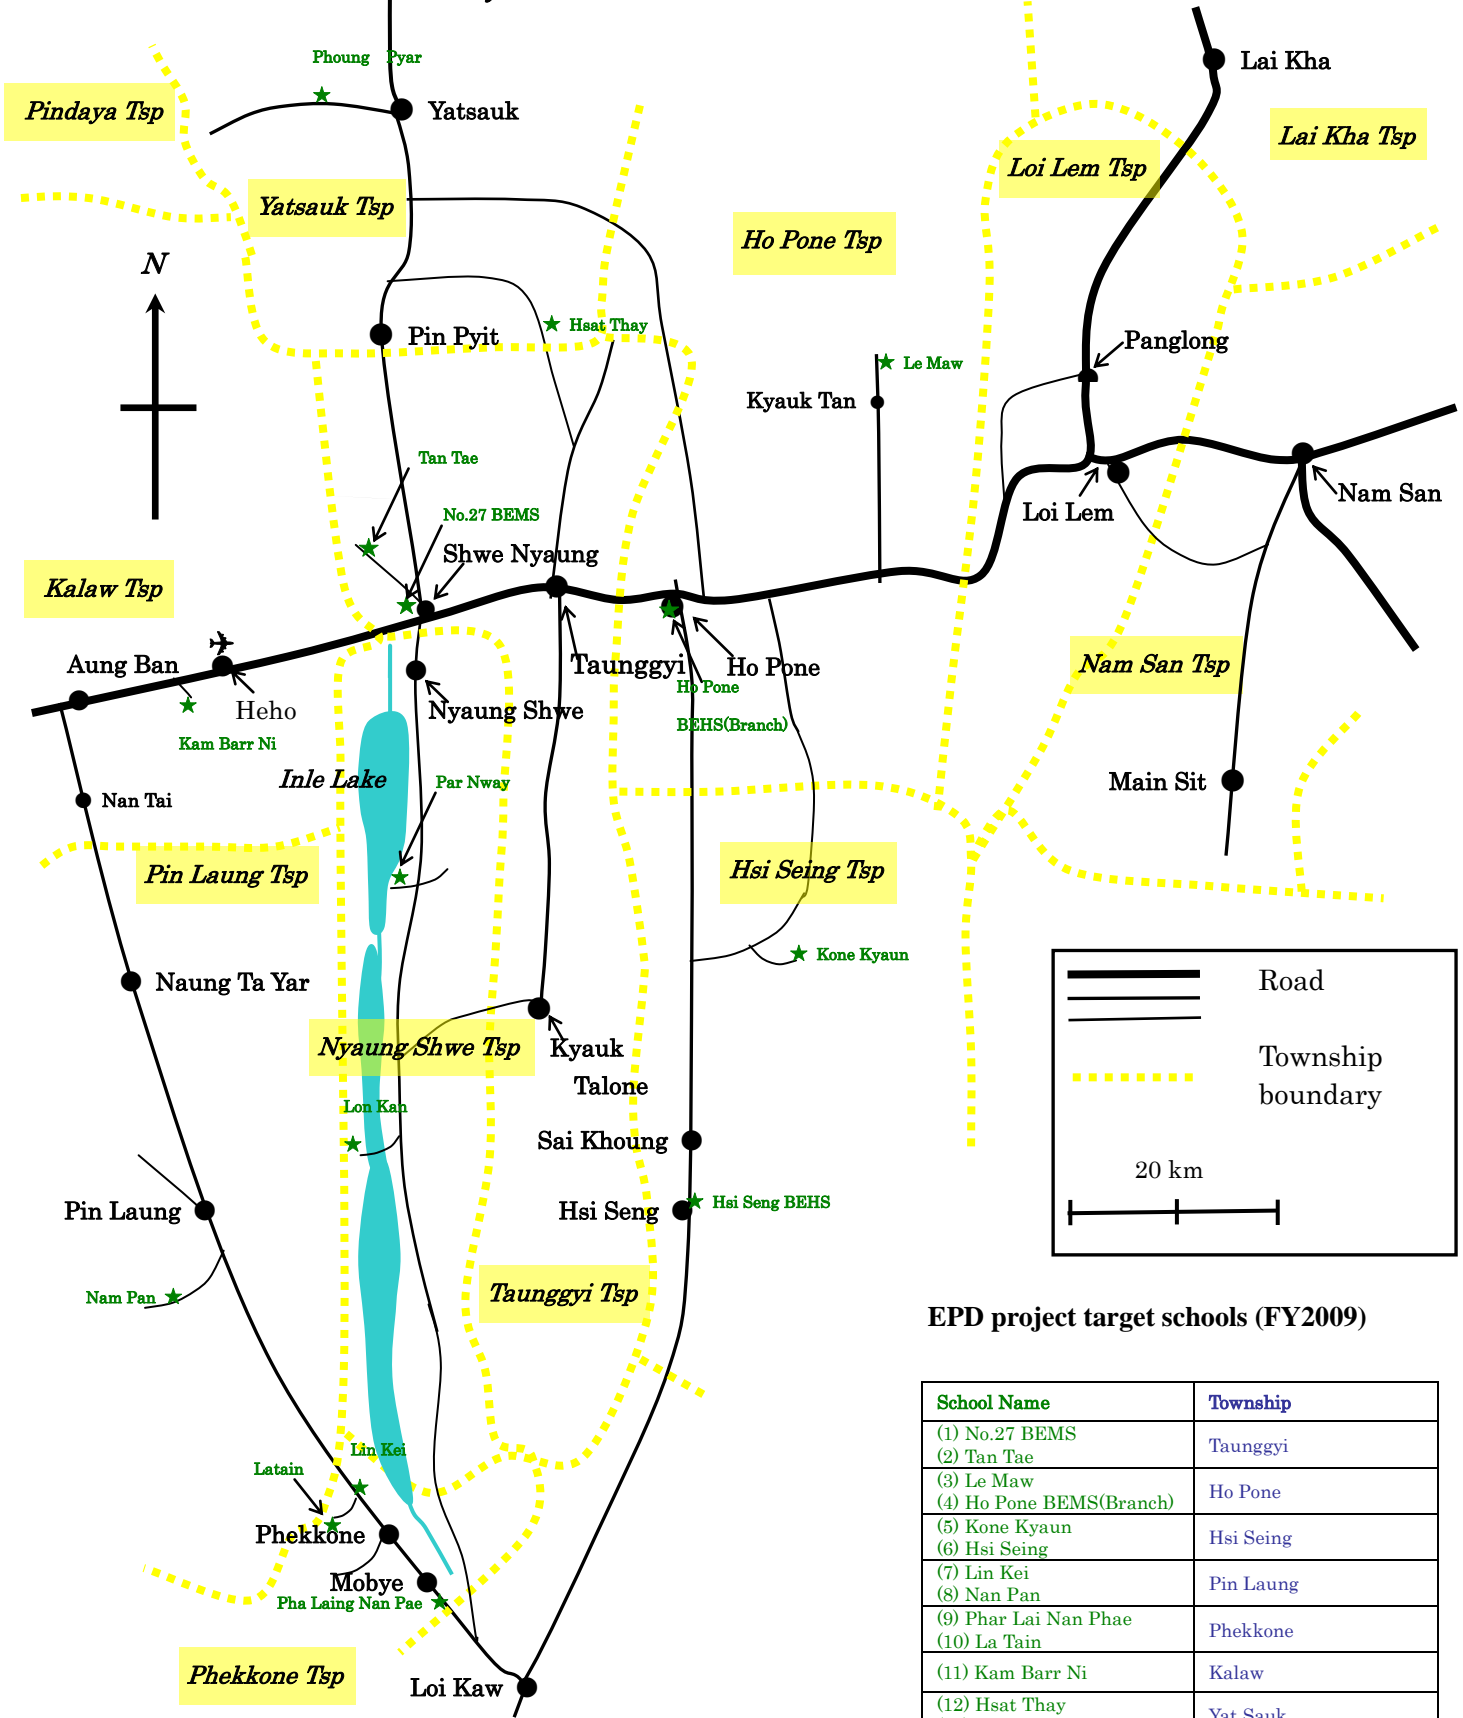 Phoung Pyar
Lai Kha
Pindaya Tsp
Yatsauk
Lai Kha Tsp
Loi Lem Tsp
Yatsauk Tsp
Ho Pone Tsp
N
Hsat Thay
Pin Pyit
Panglong
Le Maw
Kyauk Tan
Tan Tae
Nam San
No.27 BEMS
Loi Lem
Shwe Nyaung
Kalaw Tsp
Aung Ban
Taunggyi
Ho Pone
Nam San Tsp
Ho Pone
BEHS(Branch)
Heho
Nyaung Shwe
Kam Barr Ni
Inle Lake
Par Nway
Main Sit
Nan Tai
Pin Laung Tsp
Hsi Seing Tsp
Kone Kyaun
Naung Ta Yar
Road
Nyaung Shwe Tsp
Kyauk
Talone
Township
boundary
Lon Kan
Sai Khoung
20 km
Pin Laung
Hsi Seng
Hsi Seng BEHS
Nam Pan
Taunggyi Tsp
EPD project target schools (FY2009)
School Name
Township
(1) No.27 BEMS
(2) Tan Tae
Taunggyi
(3) Le Maw
(4) Ho Pone BEMS(Branch)
Ho Pone
(5) Kone Kyaun
(6) Hsi Seing
Hsi Seing
(7) Lin Kei
(8) Nan Pan
Pin Laung
(9) Phar Lai Nan Phae
(10) La Tain
Phekkone
(11) Kam Barr Ni
Kalaw
(12) Hsat Thay
Yat Sauk
Lin Kei
Latain
Phekkone
Mobye
Pha Laing Nan Pae
Phekkone Tsp
Loi Kaw